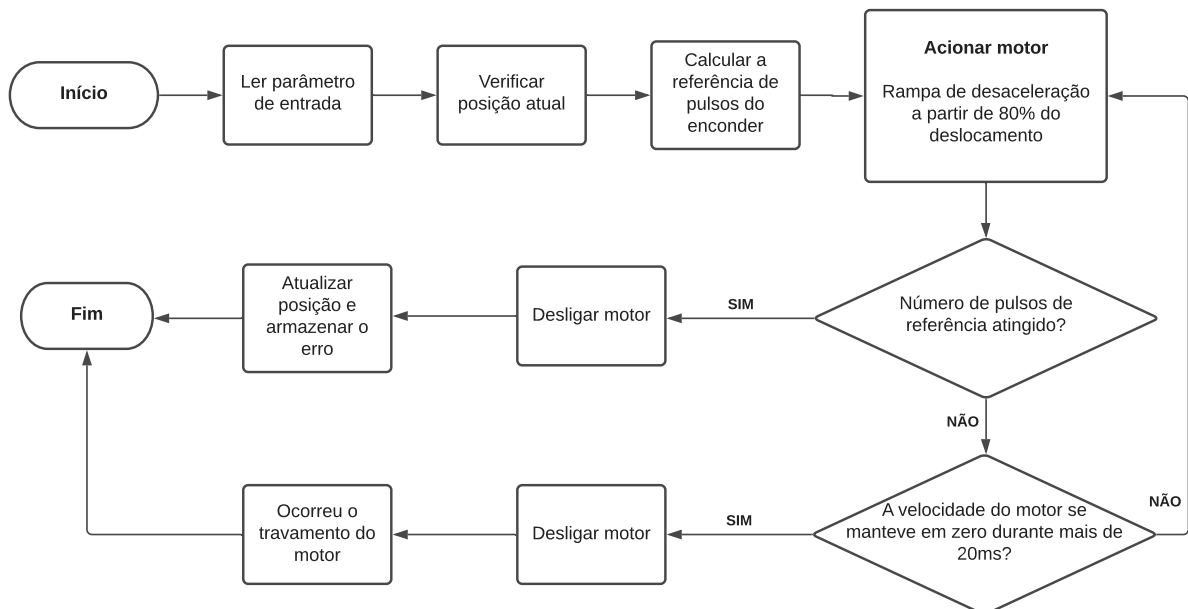 Início
Ler parâmetro
de entrada
Verificar
posição atual
Calcular a
referência de
pulsos do
enconder
Acionar motor
Rampa de desaceleração
a partir de 80% do
deslocamento
Número de pulsos de
referência atingido?
SIM
Desligar motor
Atualizar
posição e
armazenar o
erro
Fim
NÃO
A velocidade do motor se
manteve em zero durante mais de
20ms?
NÃO
SIM
Desligar motor
Ocorreu o
travamento do
motor